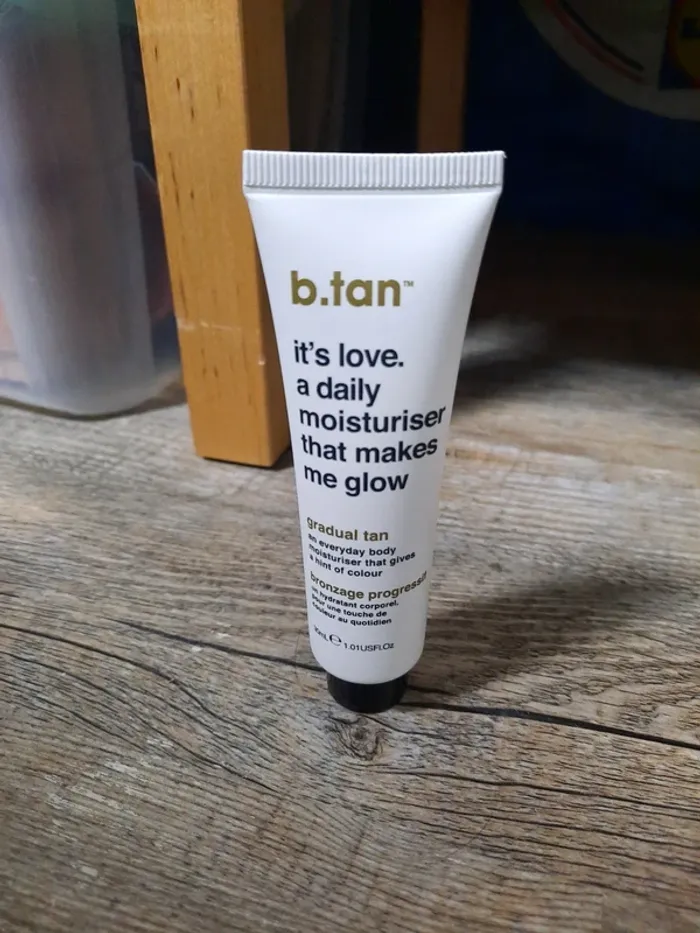 b.tan™
it's love.
a daily
moisturiser
that makes
me glow
gradual tan
an everyday body
moisturiser that gives
a hint of colour
bronzage progressif
un hydratant corporel,
pour une touche de
couleur au quotidien
30mL ℮ 1.01USFLOz